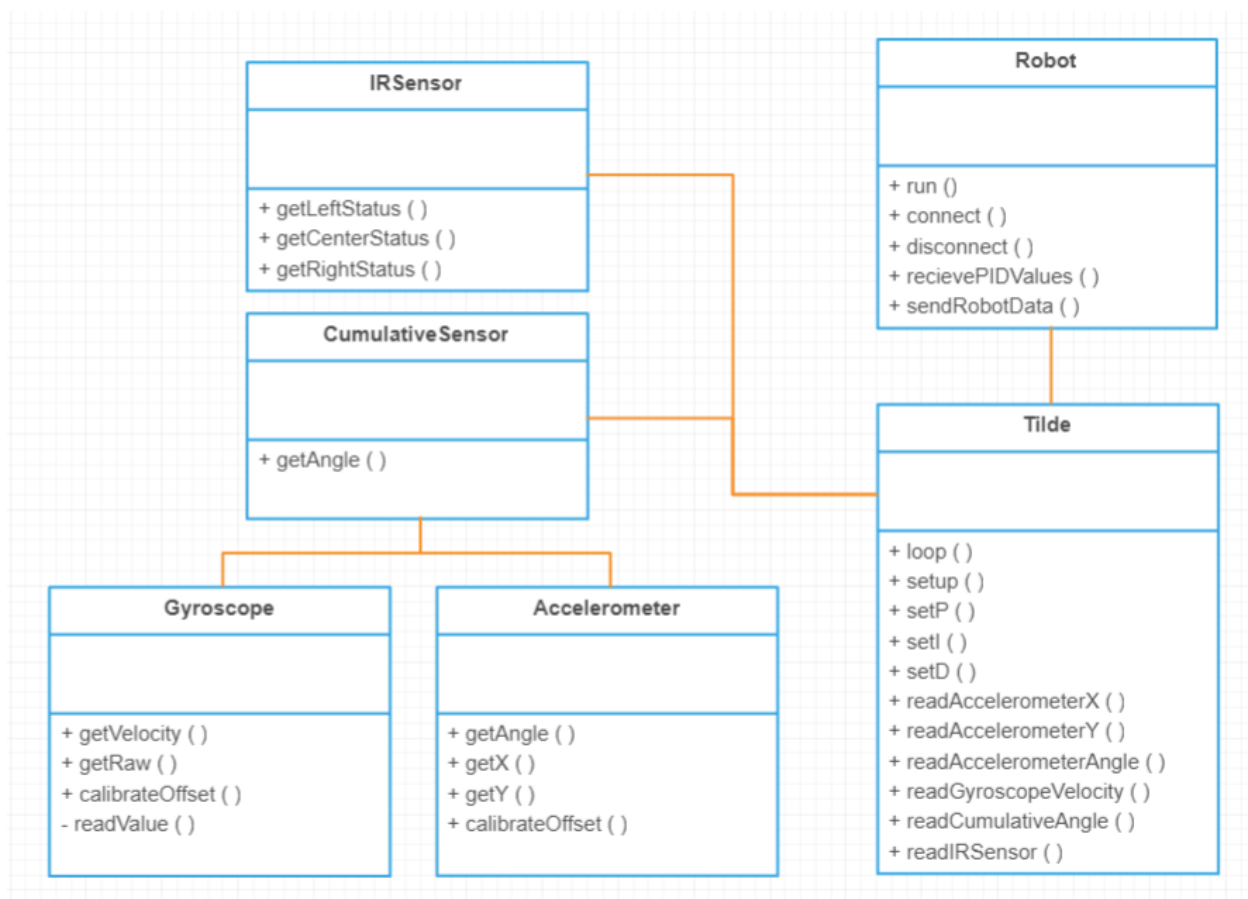 IRSensor
+ getLeftStatus ( )
+ getCenterStatus ( )
+ getRightStatus ( )
CumulativeSensor
+ getAngle ( )
Gyroscope
+ getVelocity ( )
+ getRaw ( )
+ calibrateOffset ( )
- readValue ( )
Accelerometer
+ getAngle ( )
+ getX ( )
+ getY ( )
+ calibrateOffset ( )
Robot
+ run ()
+ connect ( )
+ disconnect ( )
+ recievePIDValues ( )
+ sendRobotData ( )
Tilde
+ loop ( )
+ setup ( )
+ setP ( )
+ setI ( )
+ setD ( )
+ readAccelerometerX ( )
+ readAccelerometerY ( )
+ readAccelerometerAngle ( )
+ readGyroscopeVelocity ( )
+ readCumulativeAngle ( )
+ readIRSensor ( )